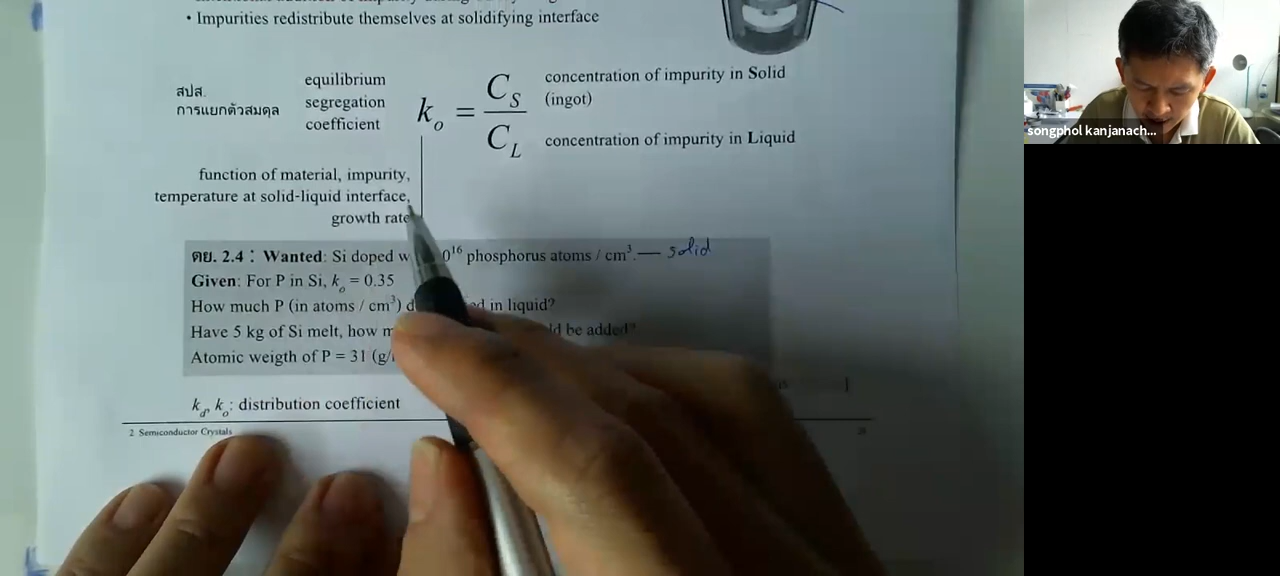 • Impurities redistribute themselves at solidifying interface
สปส.
การแยกตัวสมดุล
equilibrium
segregation
coefficient
k_o = C_S / C_L
concentration of impurity in Solid
(ingot)
concentration of impurity in Liquid
function of material, impurity,
temperature at solid-liquid interface,
growth rate
ตย. 2.4 : Wanted: Si doped 0^16 phosphorus atoms / cm^3. — solid
Given: For P in Si, k_o = 0.35
How much P (in atoms / cm^3) in liquid?
Have 5 kg of Si melt, how be added?
Atomic weigth of P = 31 (g/
k_d, k_o: distribution coefficient
2 Semiconductor Crystals
songphol kanjanach...